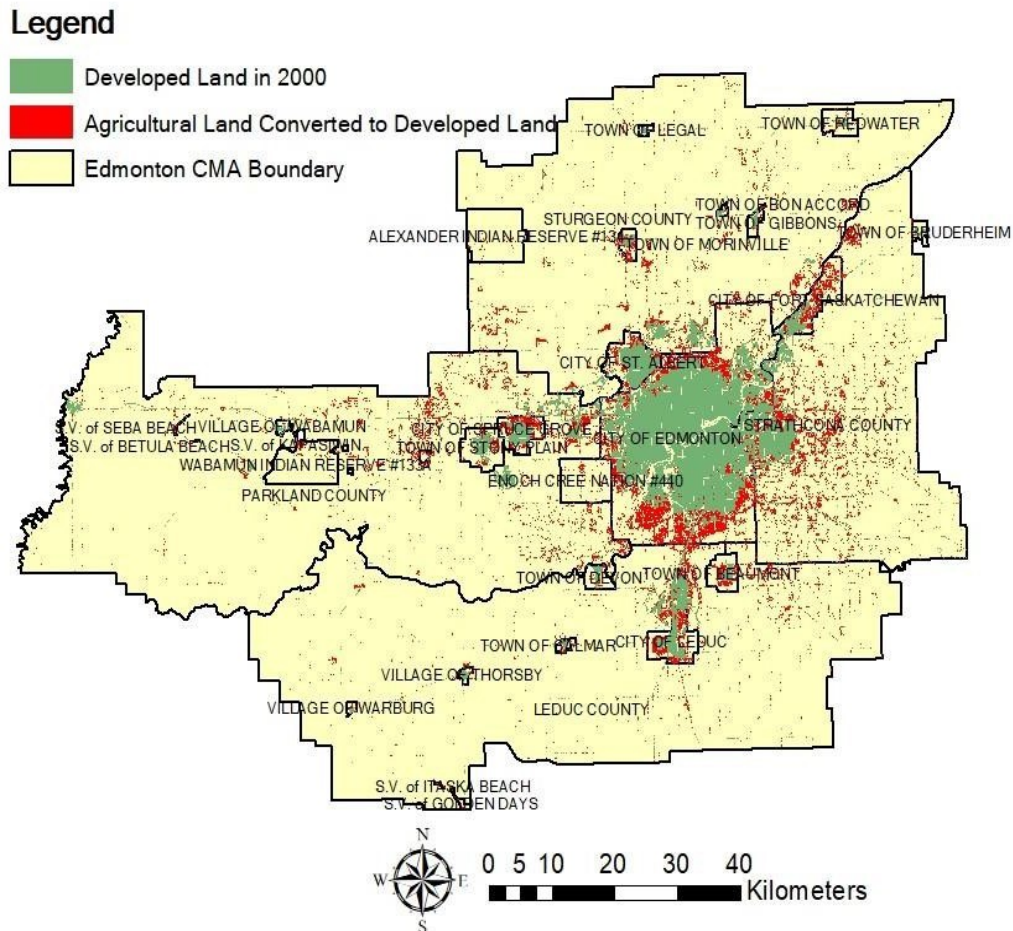 Legend
Developed Land in 2000
Agricultural Land Converted to Developed Land
Edmonton CMA Boundary
TOWN OF LEGAL
TOWN OF REDWATER
TOWN OF BON ACCORD
STURGEON COUNTY
TOWN OF GIBBONS
ALEXANDER INDIAN RESERVE #134
TOWN OF BRUDERHEIM
TOWN OF MORINVILLE
CITY OF FORT SASKATCHEWAN
CITY OF ST. ALBERT
S.V. of SEBA BEACH
VILLAGE OF WABAMUN
CITY OF SPRUCE GROVE
CITY OF EDMONTON
STRATHCONA COUNTY
S.V. of BETULA BEACH
S.V. of KAPASIWIN
TOWN OF STONY PLAIN
WABAMUN INDIAN RESERVE #133A
ENOCH CREE NATION #440
PARKLAND COUNTY
TOWN OF DEVON
TOWN OF BEAUMONT
TOWN OF CALMAR
CITY OF LEDUC
VILLAGE OF THORSBY
VILLAGE OF WARBURG
LEDUC COUNTY
S.V. of ITASKA BEACH
S.V. of GOLDEN DAYS
N
W E
S
0 5 10 20 30 40
Kilometers